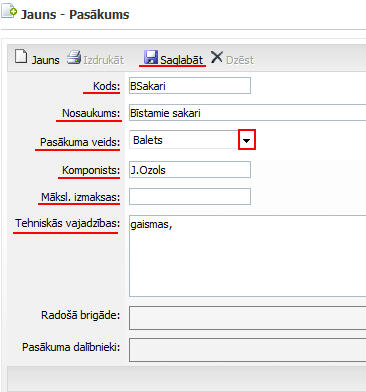 Jauns - Pasākums
Jauns Izdrukāt Saglabāt Dzēst
Kods: BSakari
Nosaukums: Bīstamie sakari
Pasākuma veids: Balets
Komponists: J.Ozols
Māksl. izmaksas:
Tehniskās vajadzības: gaismas,
Radošā brigāde:
Pasākuma dalībnieki: